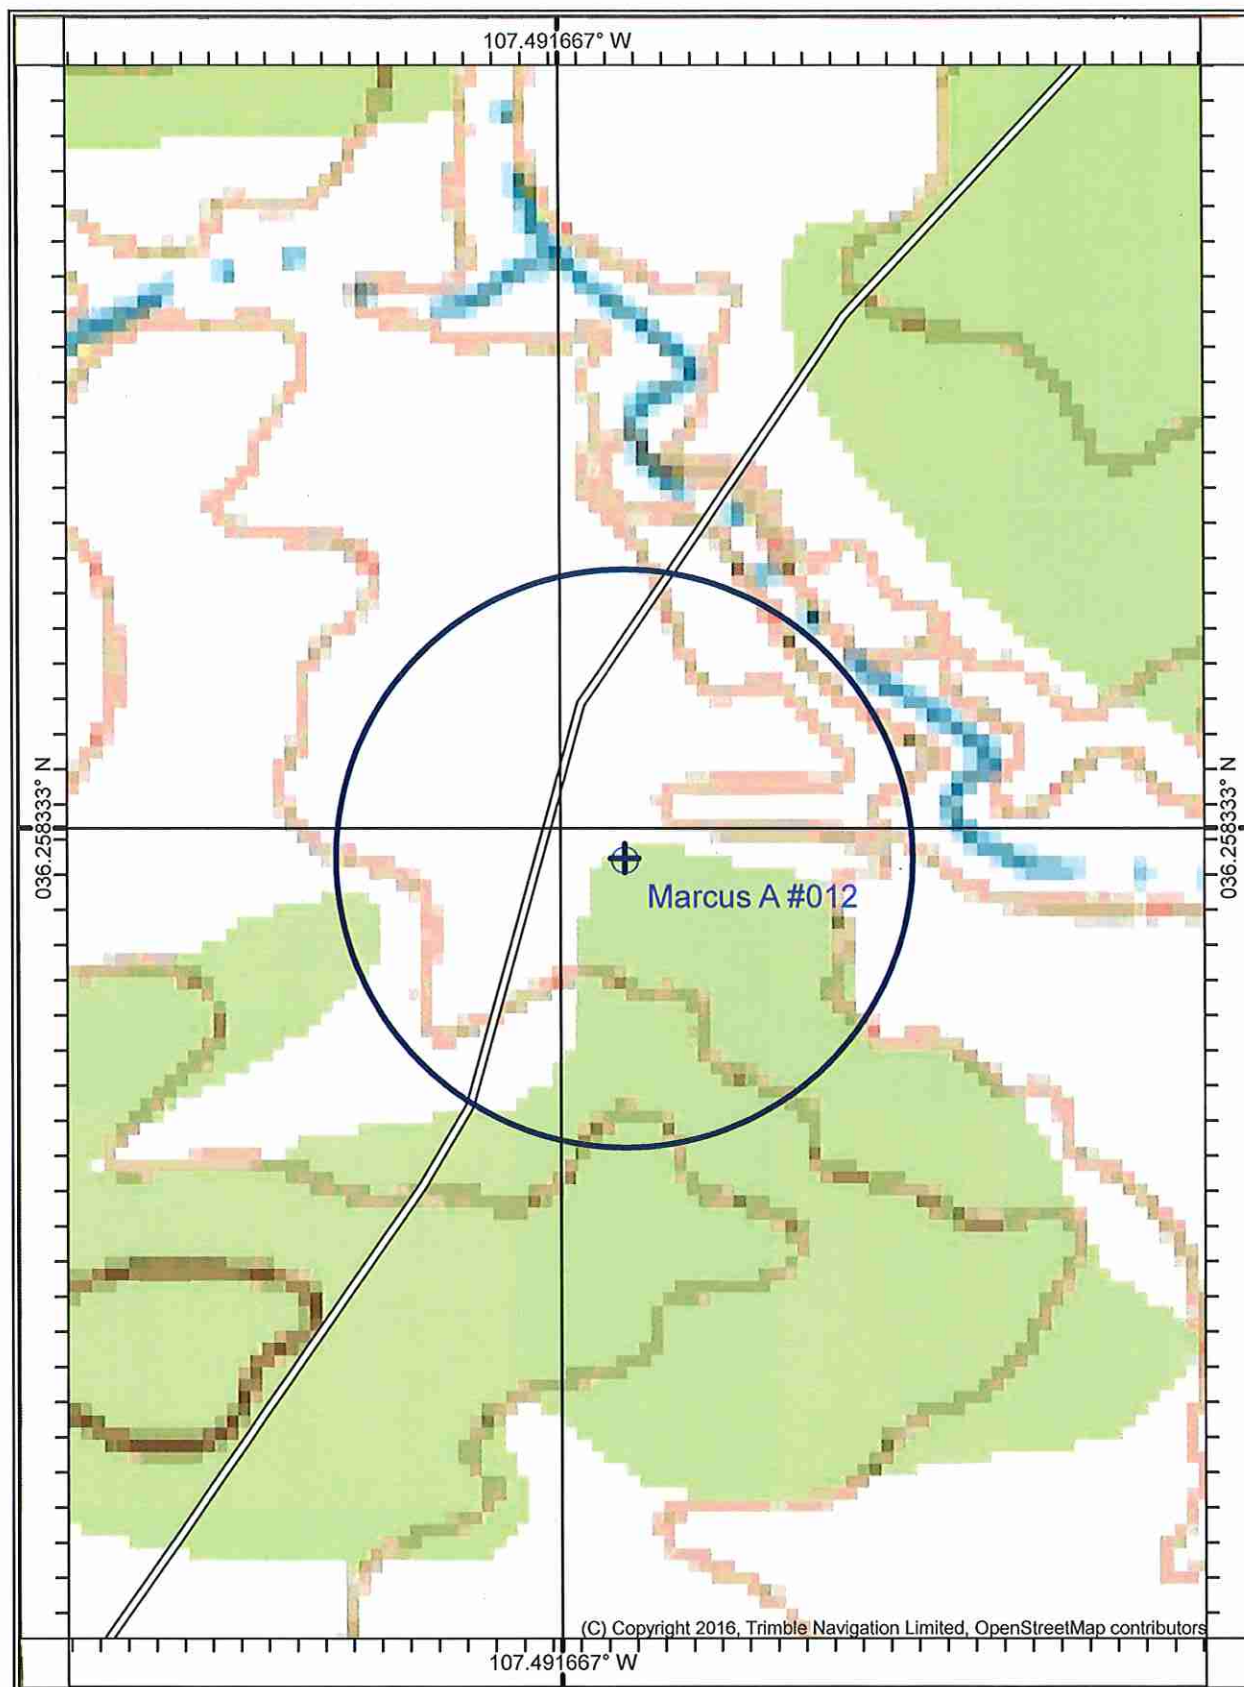 107.491667° W
036.258333° N
036.258333° N
Marcus A #012
(C) Copyright 2016, Trimble Navigation Limited, OpenStreetMap contributors
107.491667° W